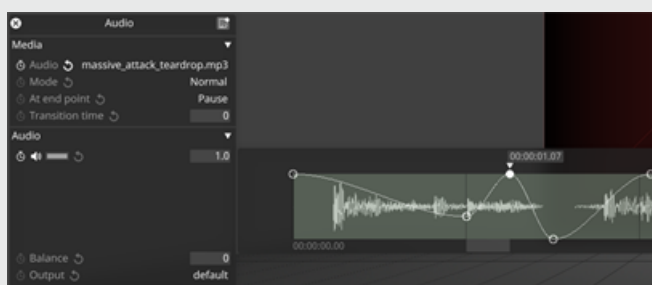 Audio
Media
Audio massive_attack_teardrop.mp3
Mode Normal
At end point Pause
Transition time 0
Audio
1.0
00:00:01.07
00:00:00.00
Balance 0
Output default